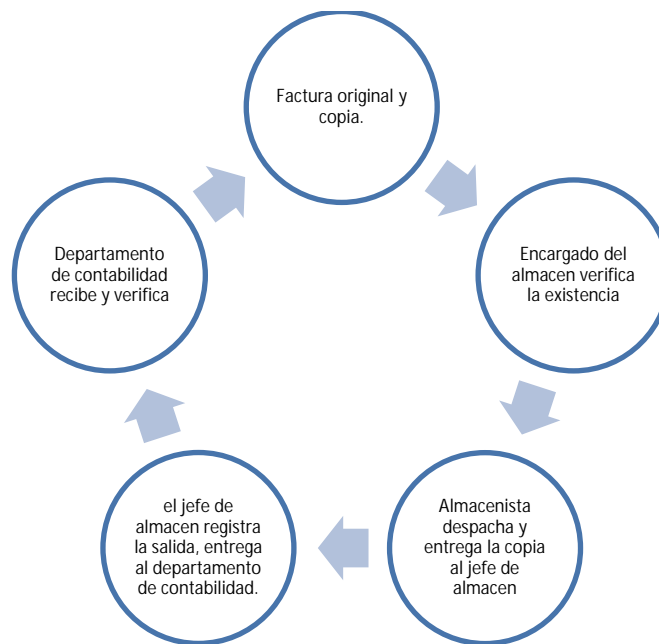 Factura original y
copia.
Encargado del
almacen verifica
la existencia
Almacenista
despacha y
entrega la copia
al jefe de
almacen
el jefe de
almacen registra
la salida, entrega
al departamento
de contabilidad.
Departamento
de contabilidad
recibe y verifica